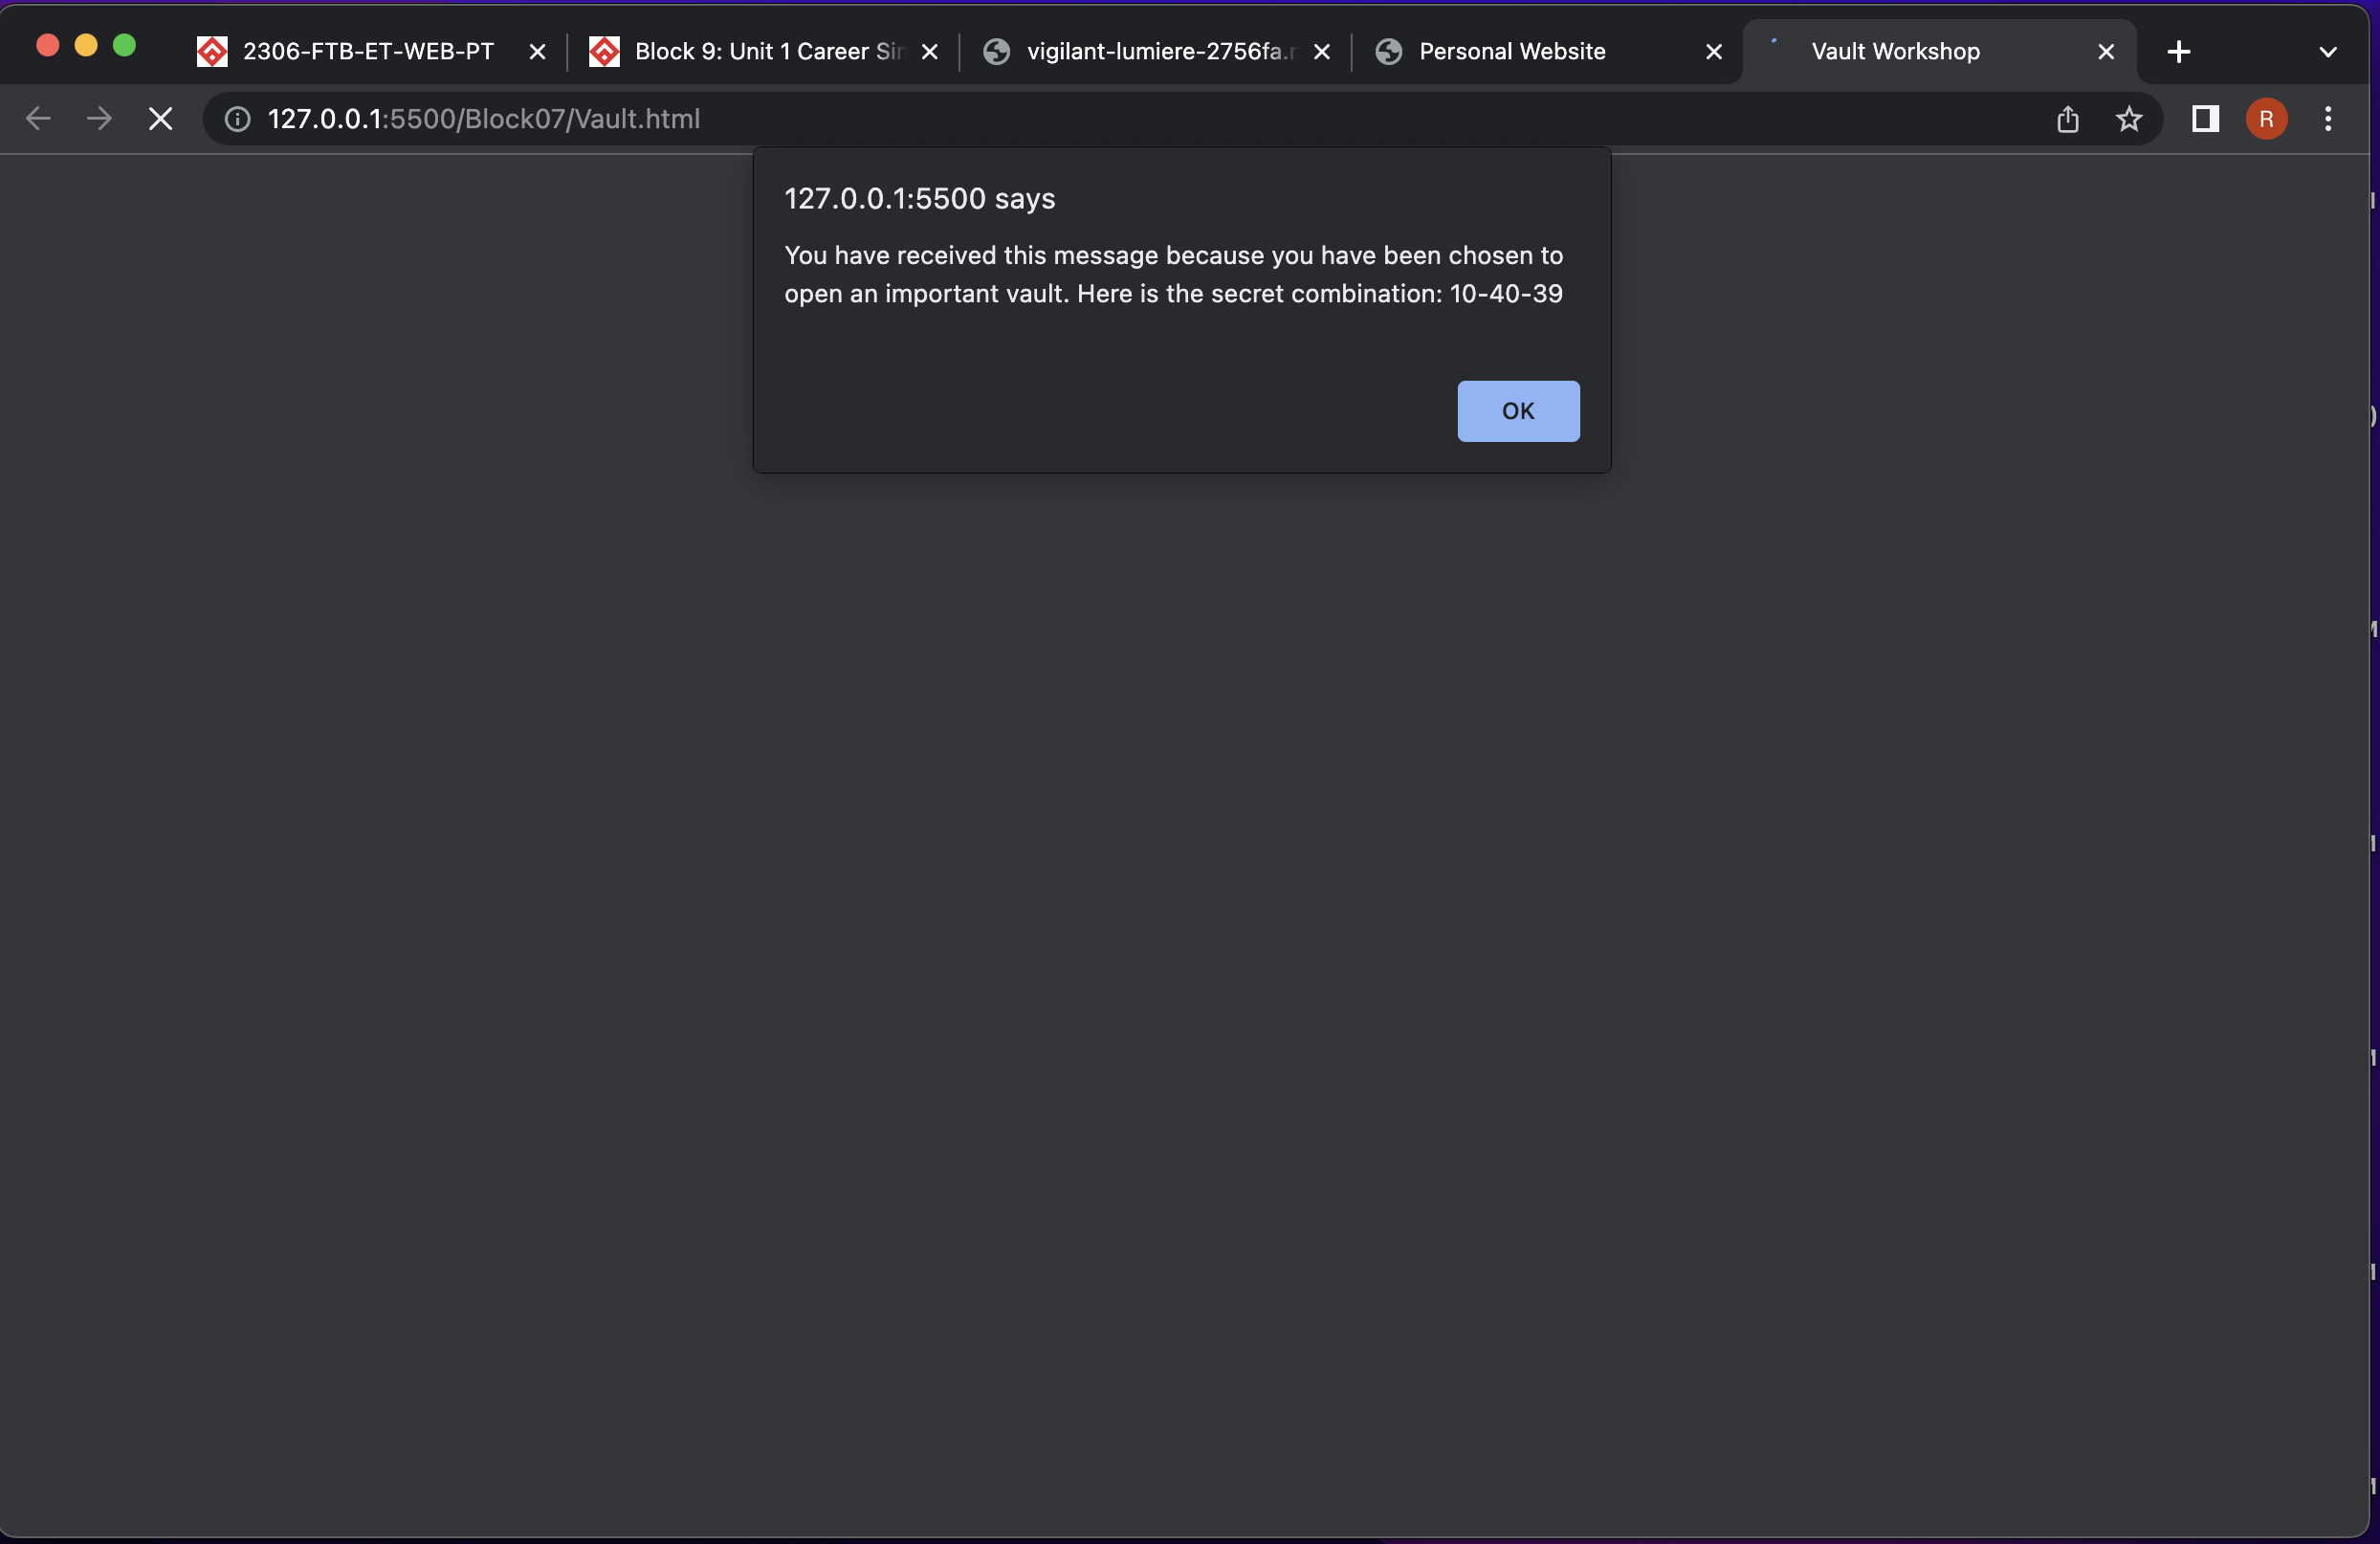 2306-FTB-ET-WEB-PT
Block 9: Unit 1 Career Sin
vigilant-lumiere-2756fa.n
Personal Website
Vault Workshop
127.0.0.1:5500/Block07/Vault.html
R
127.0.0.1:5500 says
You have received this message because you have been chosen to
open an important vault. Here is the secret combination: 10-40-39
OK